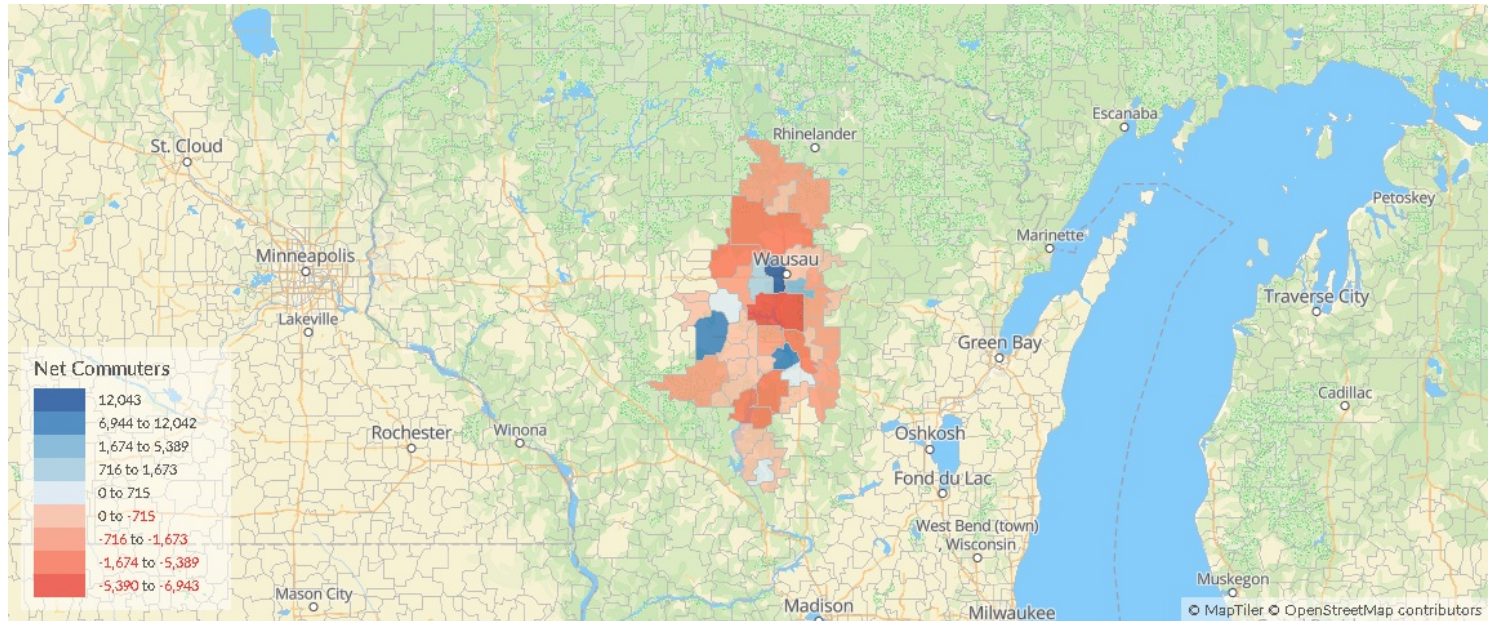 Escanaba
Rhinelander
St. Cloud
Petoskey
Marinette
Minneapolis
Wausau
Traverse City
Lakeville
Green Bay
Net Commuters
12,043
6,944 to 12,042
1,674 to 5,389
716 to 1,673
0 to 715
0 to -715
-716 to -1,673
-1,674 to -5,389
-5,390 to -6,943
Cadillac
Rochester
Winona
Oshkosh
Fond du Lac
West Bend (town)
, Wisconsin
Mason City
Madison
Milwaukee
Muskegon
© MapTiler © OpenStreetMap contributors